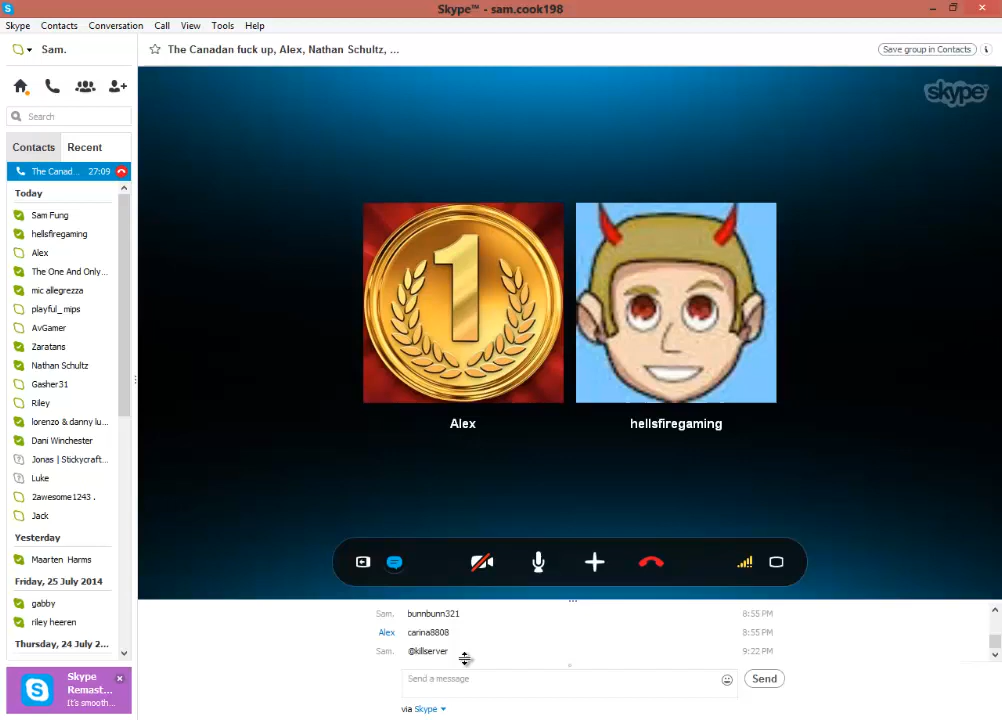 Skype™ - sam.cook198
Skype Contacts Conversation Call View Tools Help
Sam.
The Canadan fuck up, Alex, Nathan Schultz, ...
Save group in Contacts
skype
Search
Contacts Recent
The Canad... 27:09
Today
Sam Fung
hellsfiregaming
Alex
The One And Only...
mic allegrezza
playful_mips
AvGamer
Zaratans
Nathan Schultz
Gasher31
Riley
lorenzo & danny lu...
Dani Winchester
Jonas | Stickycraft...
Luke
2awesome1243 .
Jack
Yesterday
Maarten Harms
Friday, 25 July 2014
gabby
riley heeren
Thursday, 24 July 2...
Skype
Remast...
It's smooth...
1
Alex
hellsfiregaming
Sam. bunnbunn321 8:55 PM
Alex carina8808 8:55 PM
Sam. @killserver 9:22 PM
Send a message
Send
via Skype